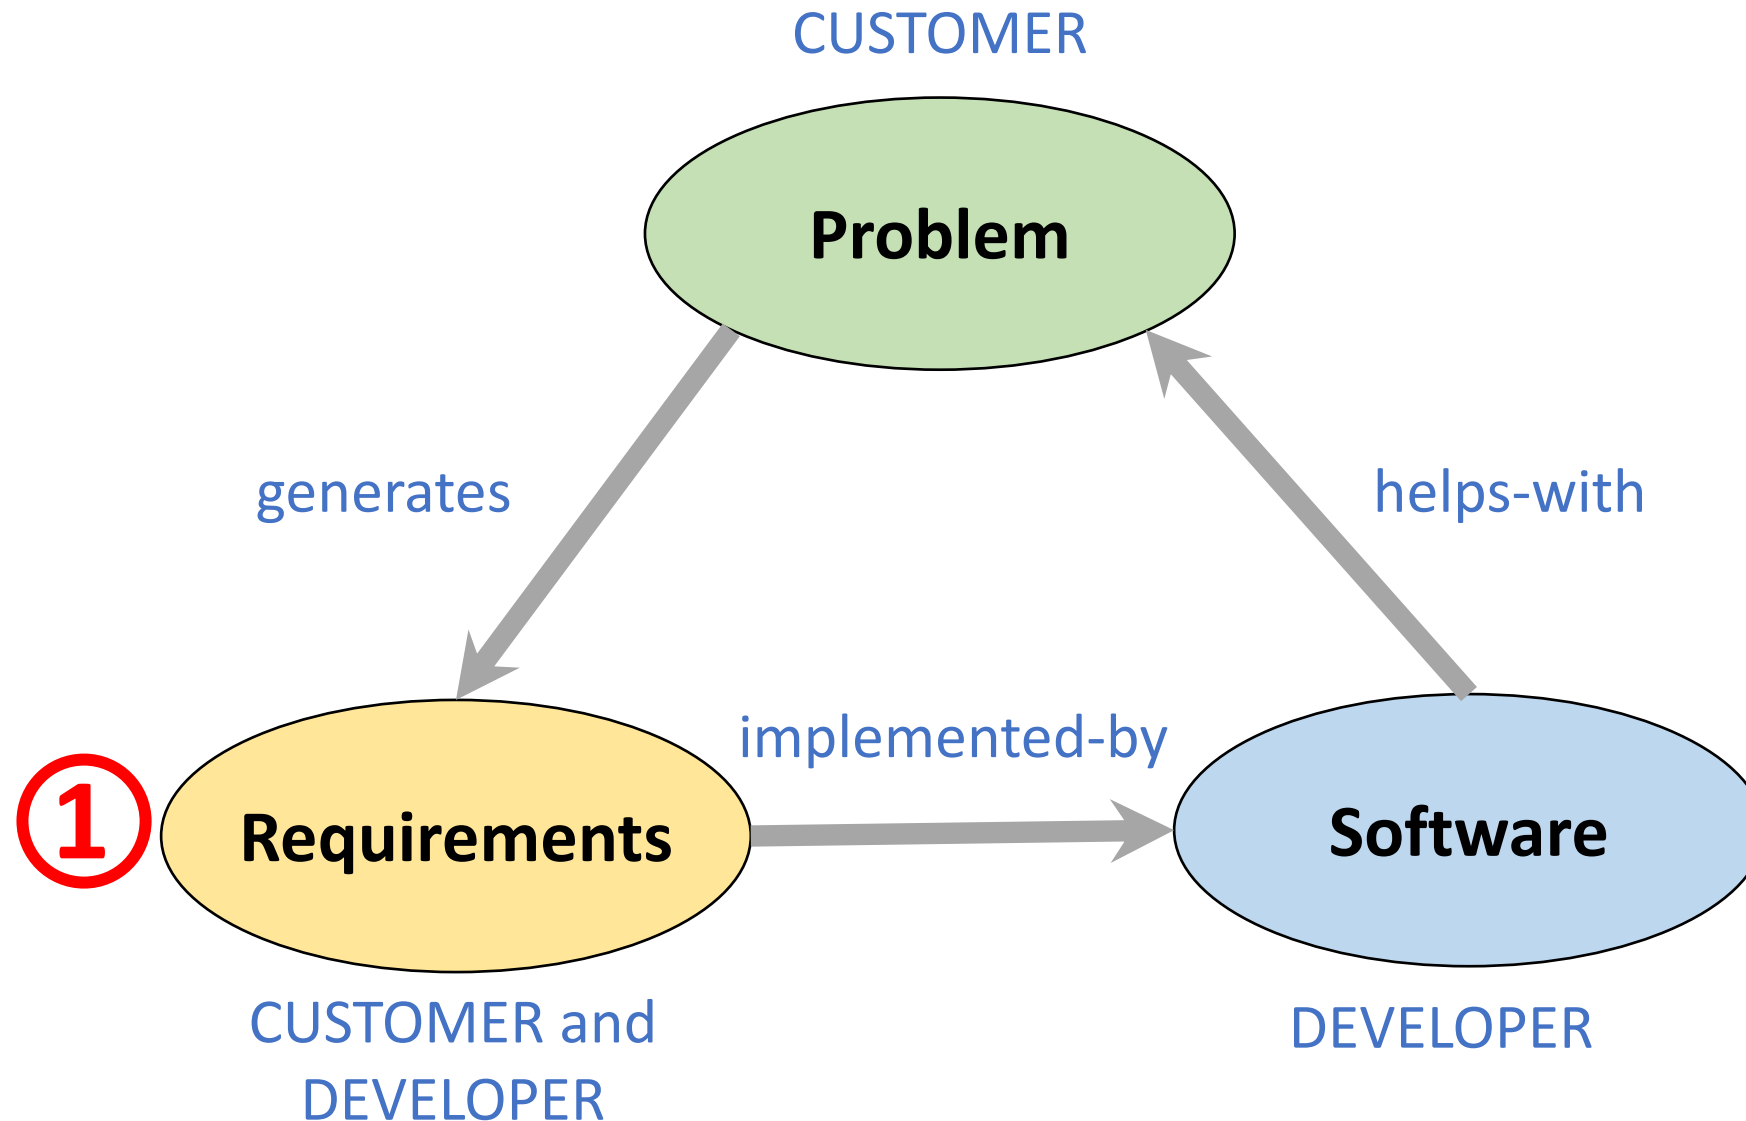 CUSTOMER
Problem
generates
helps-with
implemented-by
1
Requirements
Software
CUSTOMER and
DEVELOPER
DEVELOPER